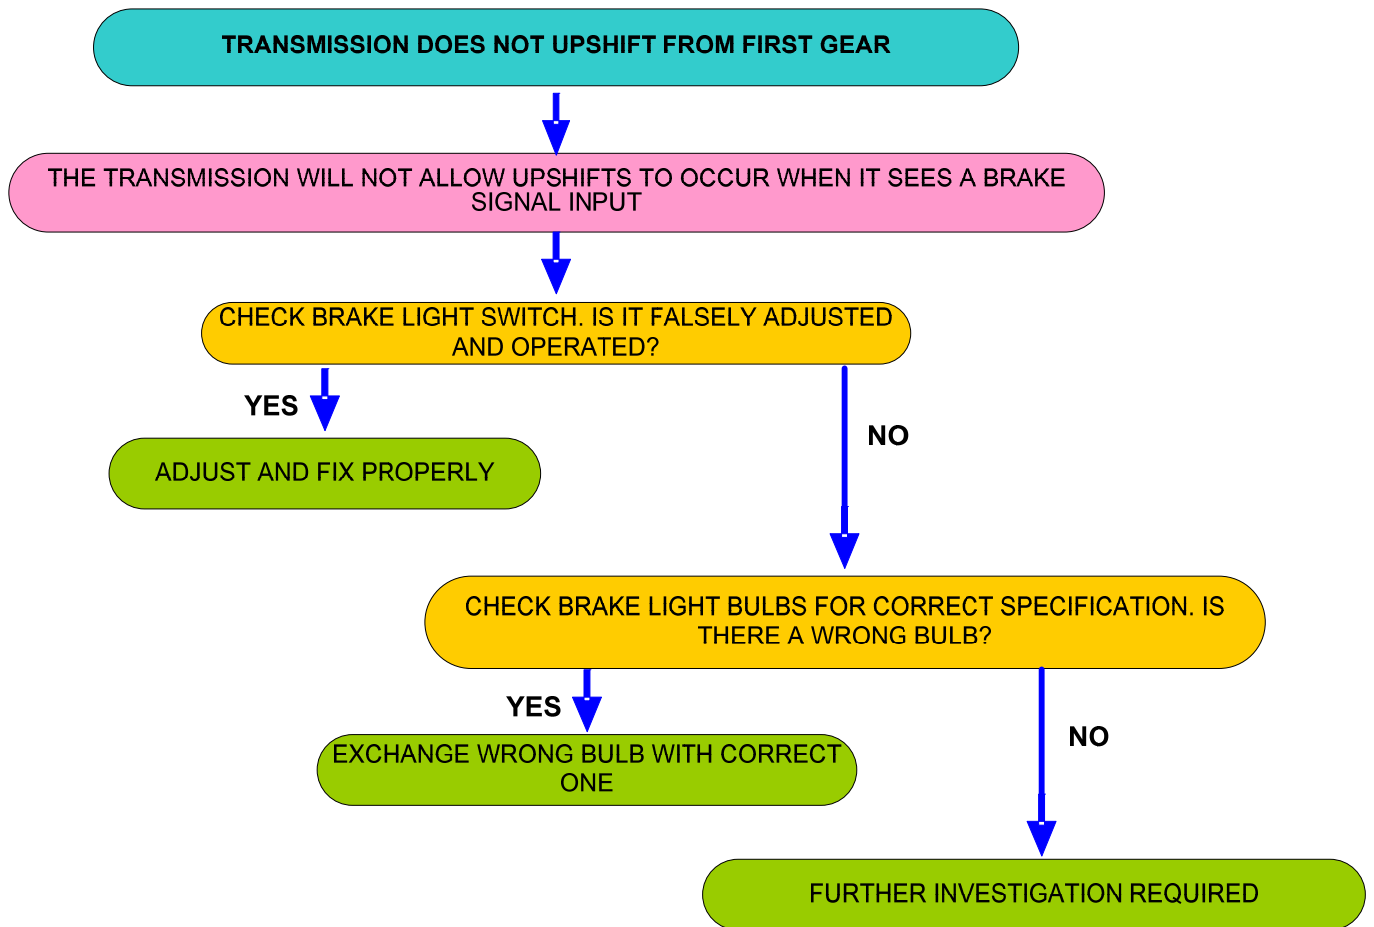 TRANSMISSION DOES NOT UPSHIFT FROM FIRST GEAR
THE TRANSMISSION WILL NOT ALLOW UPSHIFTS TO OCCUR WHEN IT SEES A BRAKE
SIGNAL INPUT
CHECK BRAKE LIGHT SWITCH. IS IT FALSELY ADJUSTED
AND OPERATED?
YES
NO
ADJUST AND FIX PROPERLY
CHECK BRAKE LIGHT BULBS FOR CORRECT SPECIFICATION. IS
THERE A WRONG BULB?
YES
NO
EXCHANGE WRONG BULB WITH CORRECT
ONE
FURTHER INVESTIGATION REQUIRED